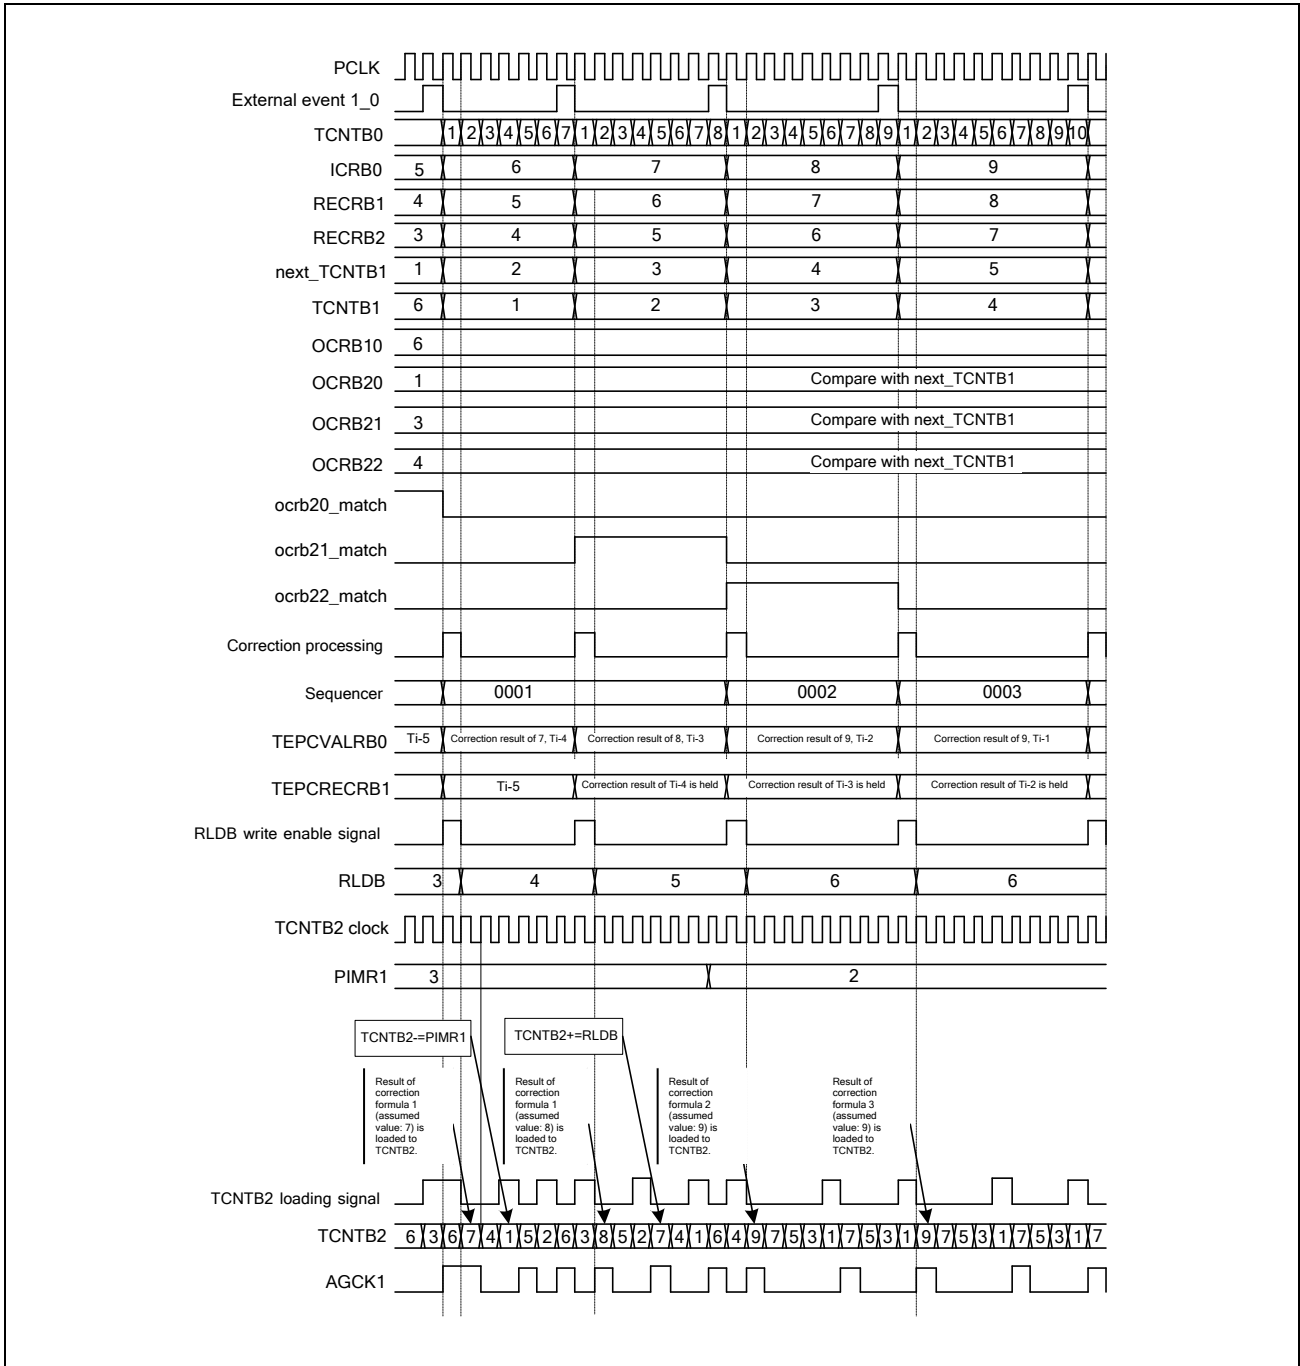 PCLK
External event 1_0
TCNTB0 1 2 3 4 5 6 7 1 2 3 4 5 6 7 8 1 2 3 4 5 6 7 8 9 1 2 3 4 5 6 7 8 9 10
ICRB0 5 6 7 8 9
RECRB1 4 5 6 7 8
RECRB2 3 4 5 6 7
next_TCNTB1 1 2 3 4 5
TCNTB1 6 1 2 3 4
OCRB10 6
OCRB20 1 Compare with next_TCNTB1
OCRB21 3 Compare with next_TCNTB1
OCRB22 4 Compare with next_TCNTB1
ocrb20_match
ocrb21_match
ocrb22_match
Correction processing
Sequencer 0001 0002 0003
TEPCVALRB0 Ti-5 Correction result of 7, Ti-4 Correction result of 8, Ti-3 Correction result of 9, Ti-2 Correction result of 9, Ti-1
TEPCRECRB1 Ti-5 Correction result of Ti-4 is held Correction result of Ti-3 is held Correction result of Ti-2 is held
RLDB write enable signal
RLDB 3 4 5 6 6
TCNTB2 clock
PIMR1 3 2
TCNTB2-=PIMR1 TCNTB2+=RLDB
Result of
correction
formula 1
(assumed
value: 7) is
loaded to
TCNTB2.
Result of
correction
formula 1
(assumed
value: 8) is
loaded to
TCNTB2.
Result of
correction
formula 2
(assumed
value: 9) is
loaded to
TCNTB2.
Result of
correction
formula 3
(assumed
value: 9) is
loaded to
TCNTB2.
TCNTB2 loading signal
TCNTB2 6 3 6 7 4 1 5 2 6 3 8 5 2 7 4 1 6 4 9 7 5 3 1 7 5 3 1 9 7 5 3 1 7 5 3 1 7
AGCK1